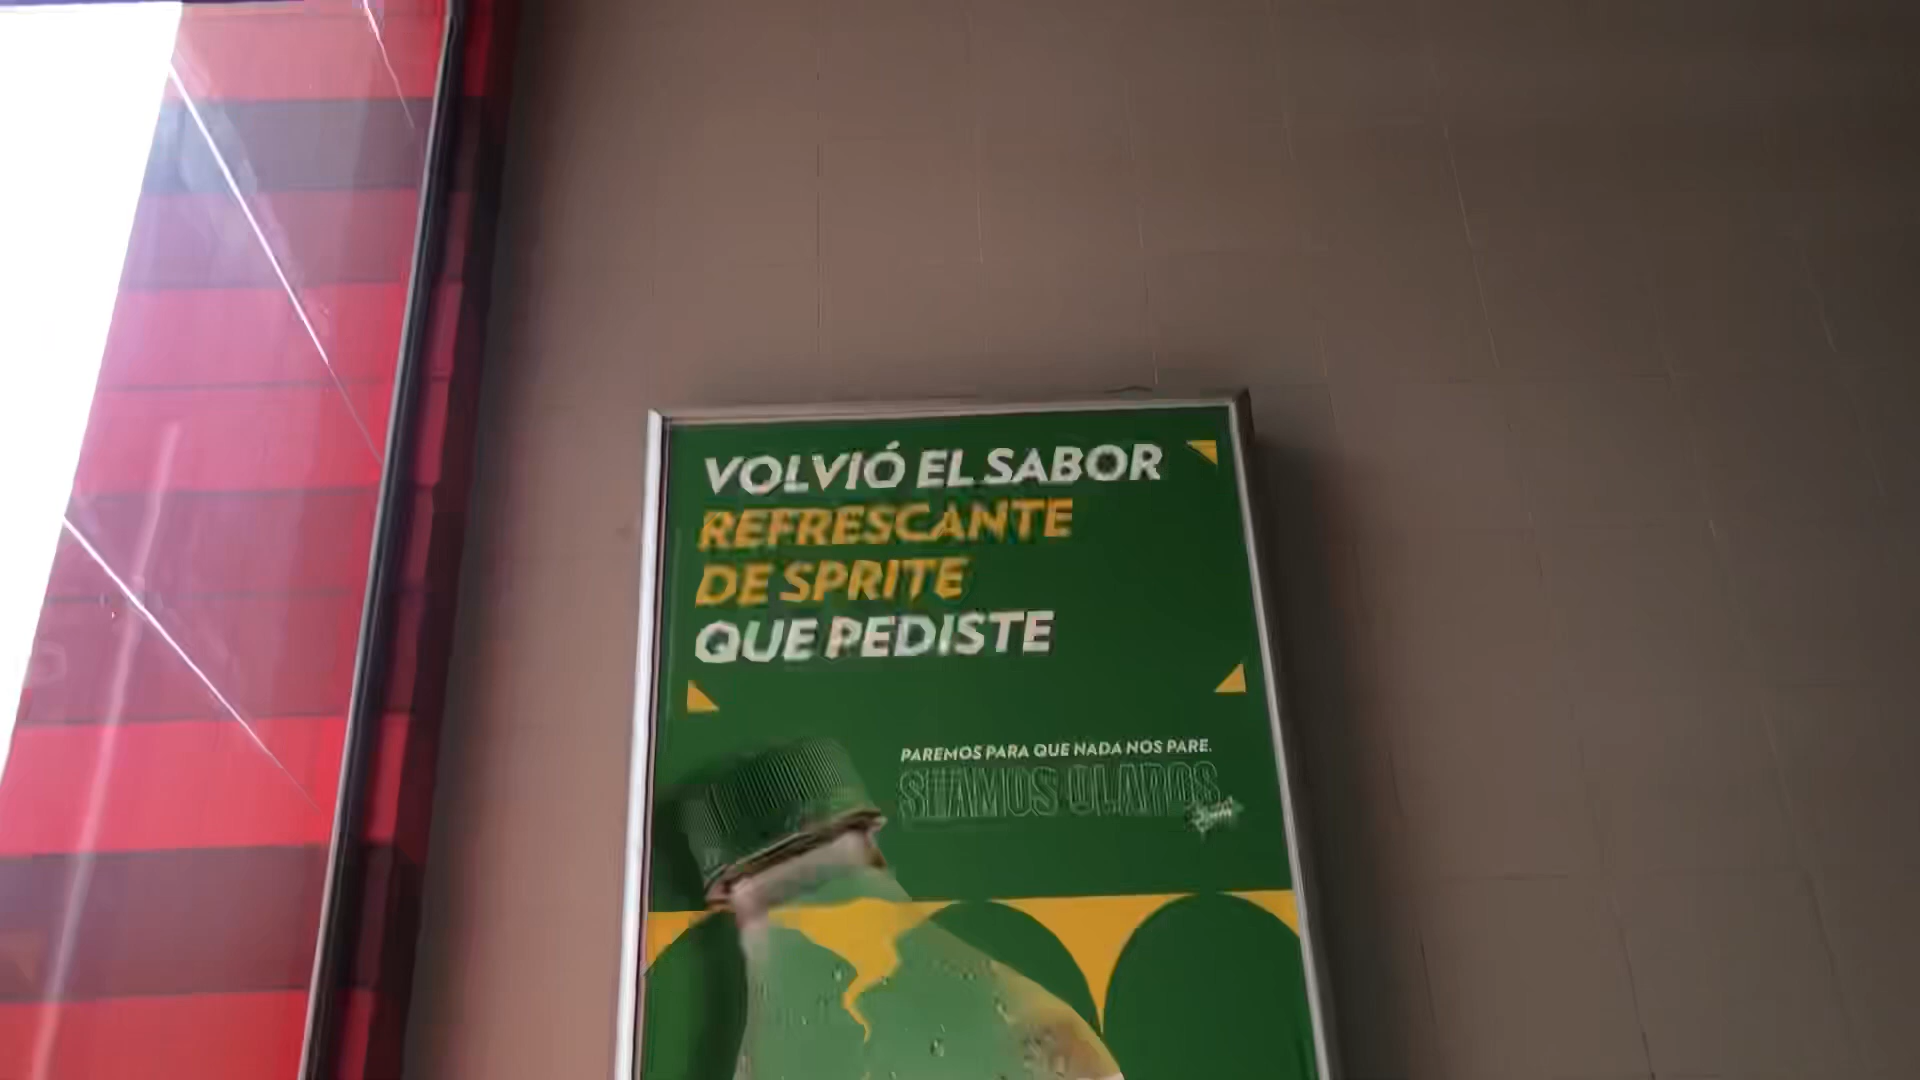 VOLVIÓ EL SABOR
REFRESCANTE
DE SPRITE
QUE PEDISTE
PAREMOS PARA QUE NADA NOS PARE.